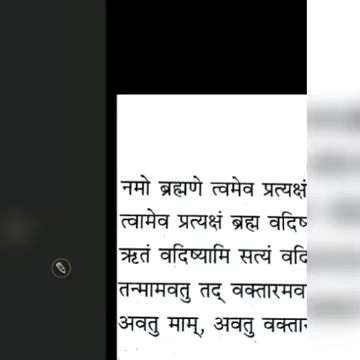 नमो ब्रह्मणे त्वमेव प्रत्यक्षं
त्वामेव प्रत्यक्षं ब्रह्म
ऋतं वदिष्यामि सत्यं
तन्मामवतु तद्
अवतु माम्, अवतु